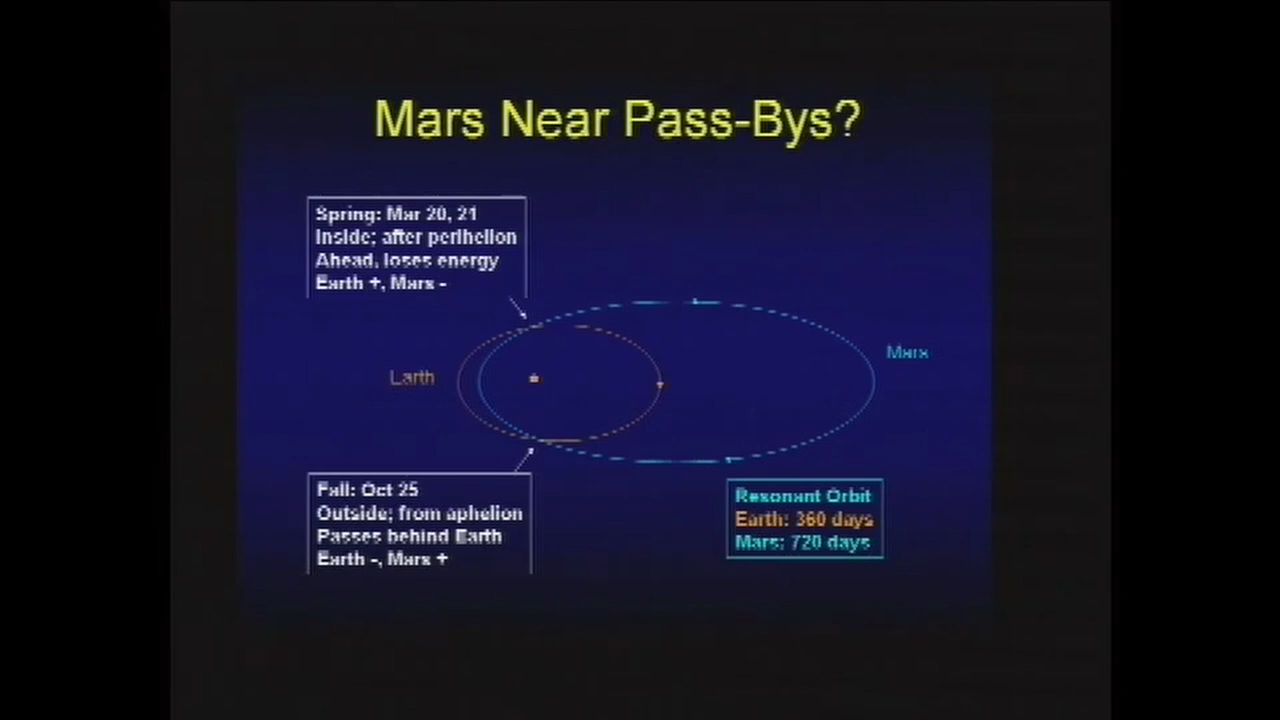 Mars Near Pass-Bys?
Spring: Mar 20, 21
Inside; after perihelion
Ahead, loses energy
Earth +, Mars -
Mars
Earth
Fall: Oct 25
Outside; from aphelion
Passes behind Earth
Earth -, Mars +
Resonant Orbit
Earth: 360 days
Mars: 720 days